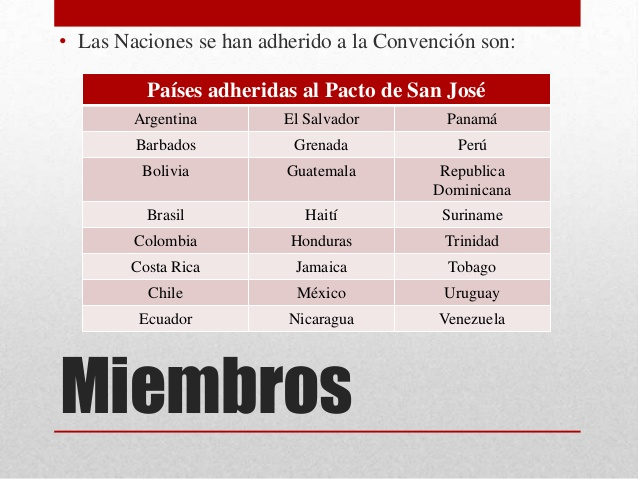 • Las Naciones se han adherido a la Convención son:
Países adheridas al Pacto de San José
Argentina El Salvador Panamá
Barbados Grenada Perú
Bolivia Guatemala Republica Dominicana
Brasil Haití Suriname
Colombia Honduras Trinidad
Costa Rica Jamaica Tobago
Chile México Uruguay
Ecuador Nicaragua Venezuela
Miembros